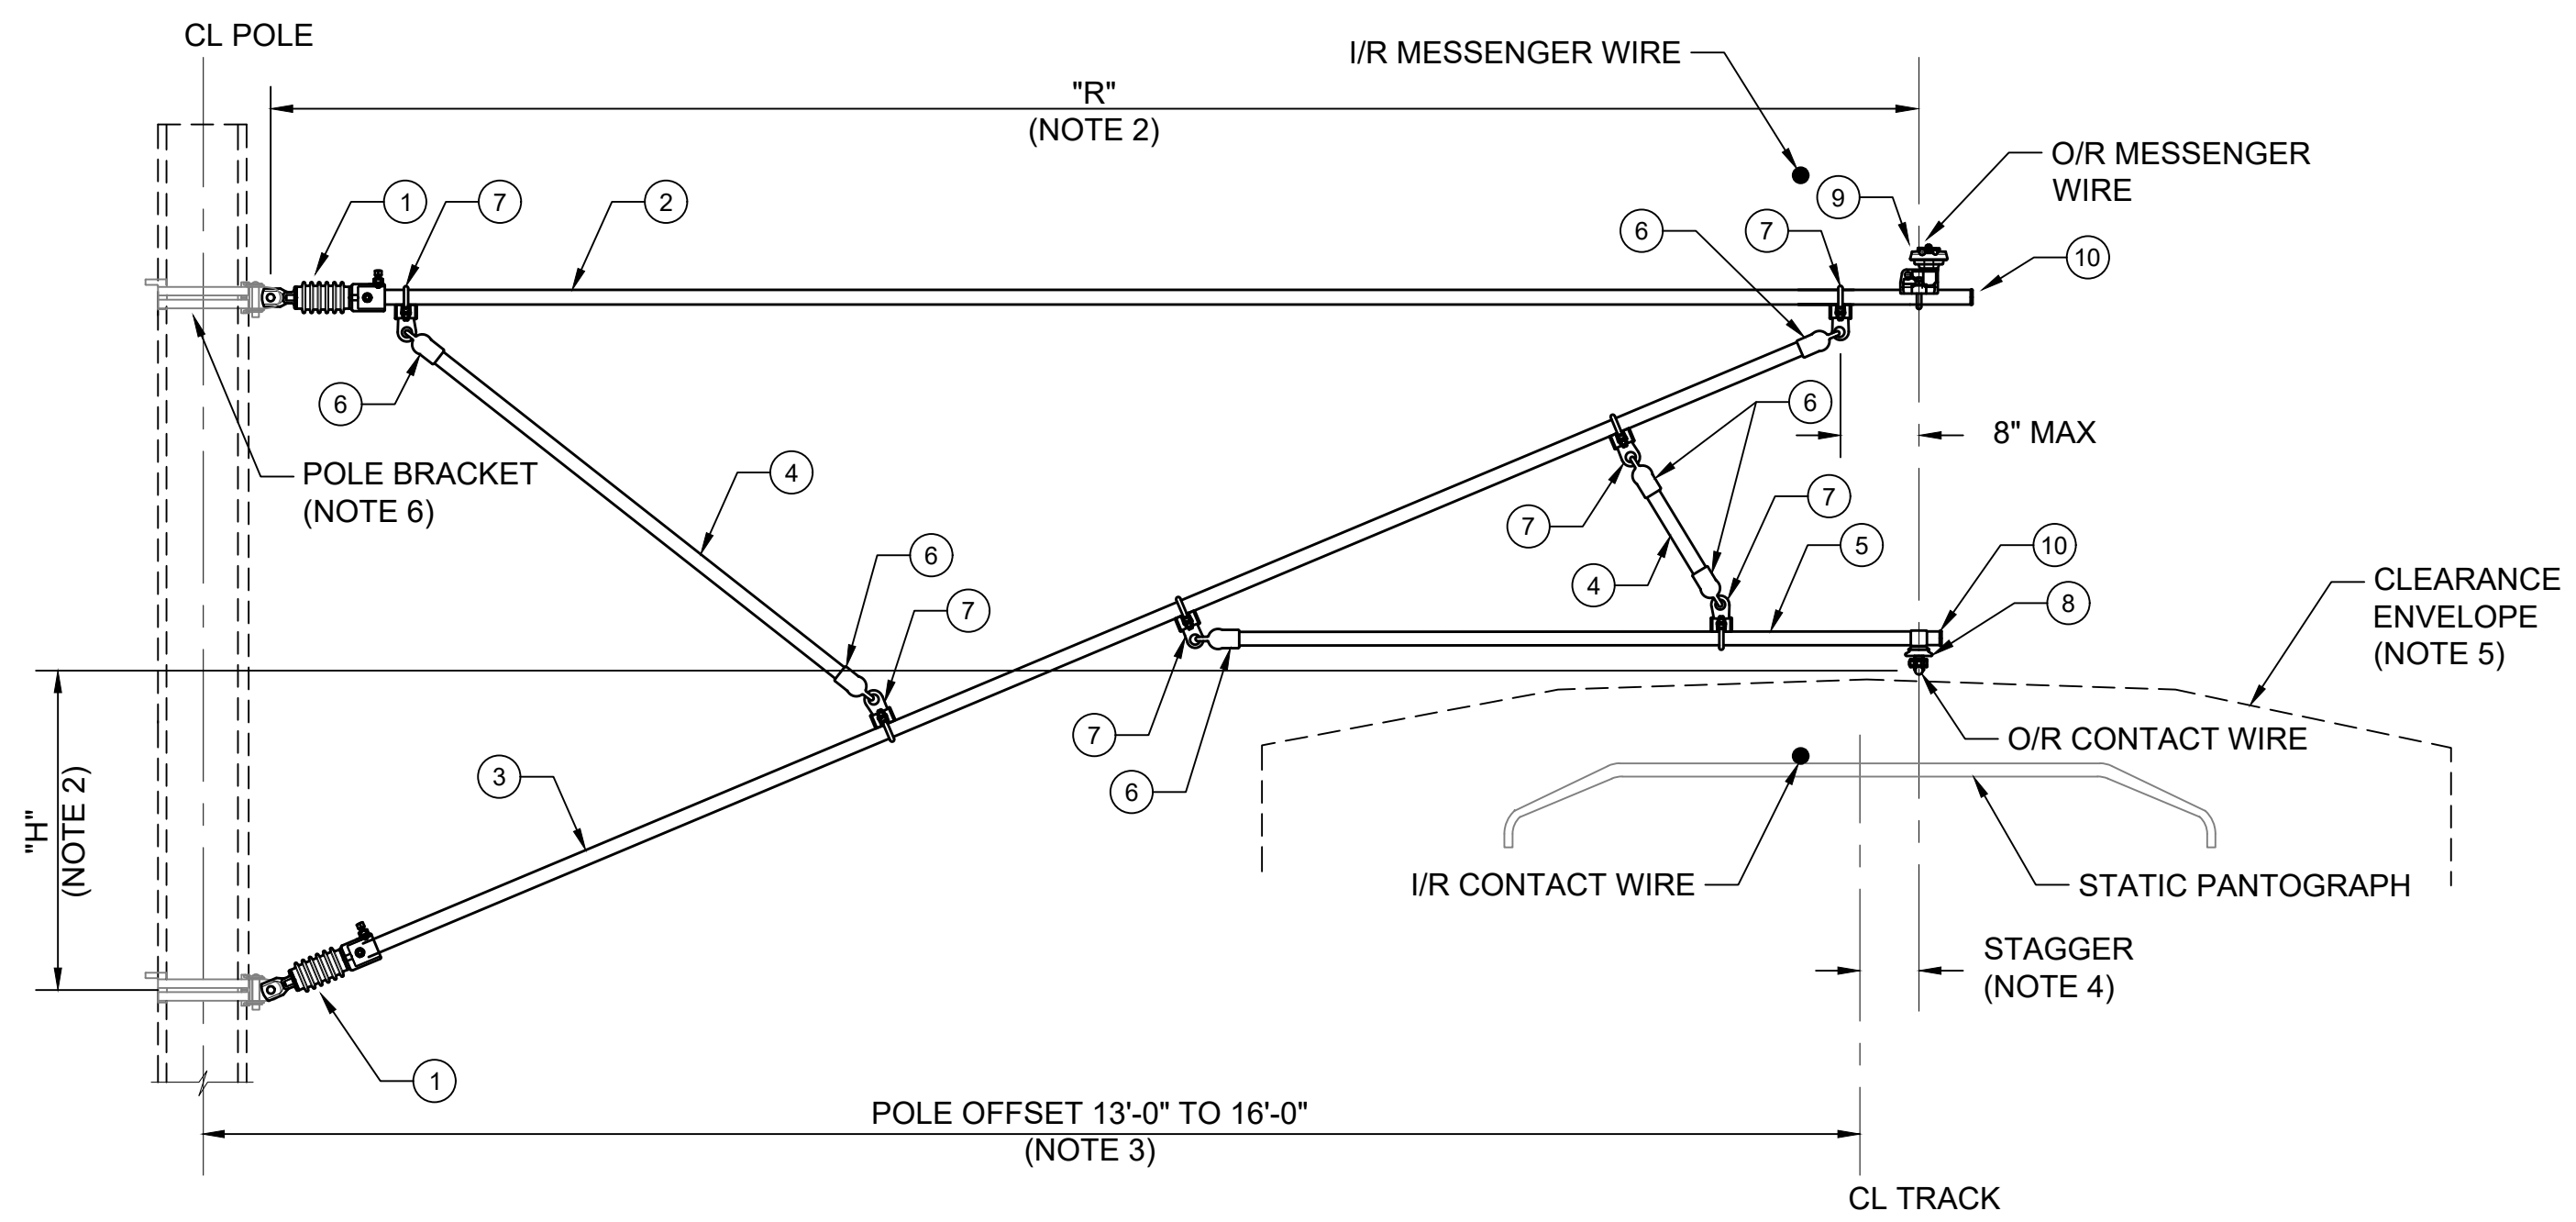 CL POLE
I/R MESSENGER WIRE
"R"
(NOTE 2)
O/R MESSENGER
WIRE
1
7
2
9
6
7
10
6
6
8" MAX
POLE BRACKET
(NOTE 6)
4
7
7
6
5
10
4
CLEARANCE
ENVELOPE
(NOTE 5)
8
7
7
O/R CONTACT WIRE
3
6
"H"
(NOTE 2)
I/R CONTACT WIRE
STATIC PANTOGRAPH
STAGGER
(NOTE 4)
1
POLE OFFSET 13'-0" TO 16'-0"
(NOTE 3)
CL TRACK